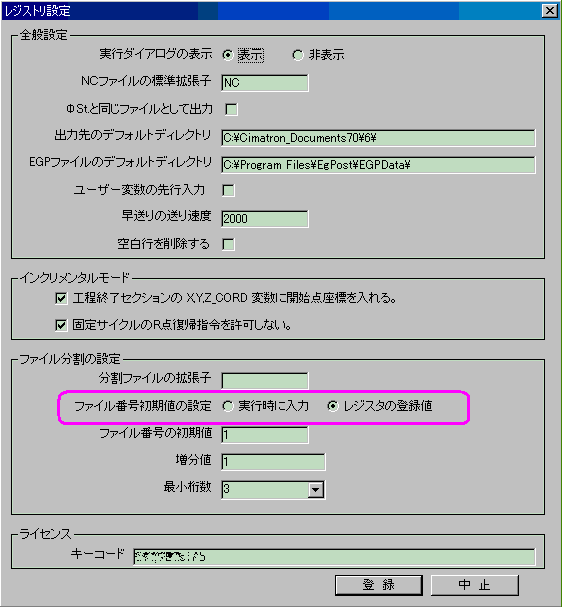 レジストリ設定
全般設定
実行ダイアログの表示 表示 非表示
NCファイルの標準拡張子 NC
ΦSt.と同じファイルとして出力
出力先のデフォルトディレクトリ C:¥Cimatron_Documents70¥6¥
EGPファイルのデフォルトディレクトリ C:¥Program Files¥EgPost¥EGPData¥
ユーザー変数の先行入力
早送りの送り速度 2000
空白行を削除する
インクリメンタルモード
工程終了セクションの X,Y,Z_CORD 変数に開始点座標を入れる。
固定サイクルのR点復帰指令を許可しない。
ファイル分割の設定
分割ファイルの拡張子
ファイル番号初期値の設定 実行時に入力 レジスタの登録値
ファイル番号の初期値 1
増分値 1
最小桁数 3
ライセンス
キーコード
登 録 中 止